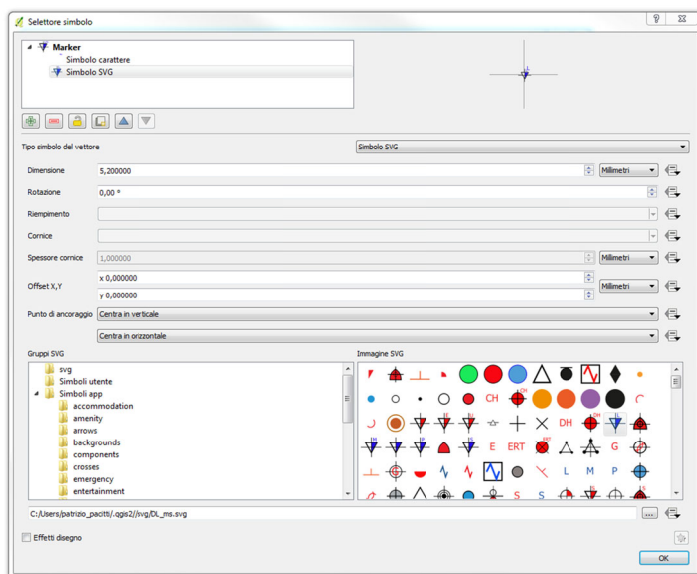 Selettore simbolo
Marker
Simbolo carattere
Simbolo SVG
Tipo simbolo del vettore Simbolo SVG
Dimensione 5,200000 Millimetri
Rotazione 0,00 °
Riempimento
Cornice
Spessore cornice 1,000000 Millimetri
Offset X,Y x 0,000000 Millimetri
y 0,000000
Punto di ancoraggio Centra in verticale
Centra in orizzontale
Gruppi SVG Immagine SVG
svg
Simboli utente
Simboli app
accommodation
amenity
arrows
backgrounds
components
crosses
emergency
entertainment
CH CH
DH DH
E ERT ERT G
L M P
S S
C:/Users/patrizio_pacitti/.qgis2//svg/DL_ms.svg ...
Effetti disegno
OK